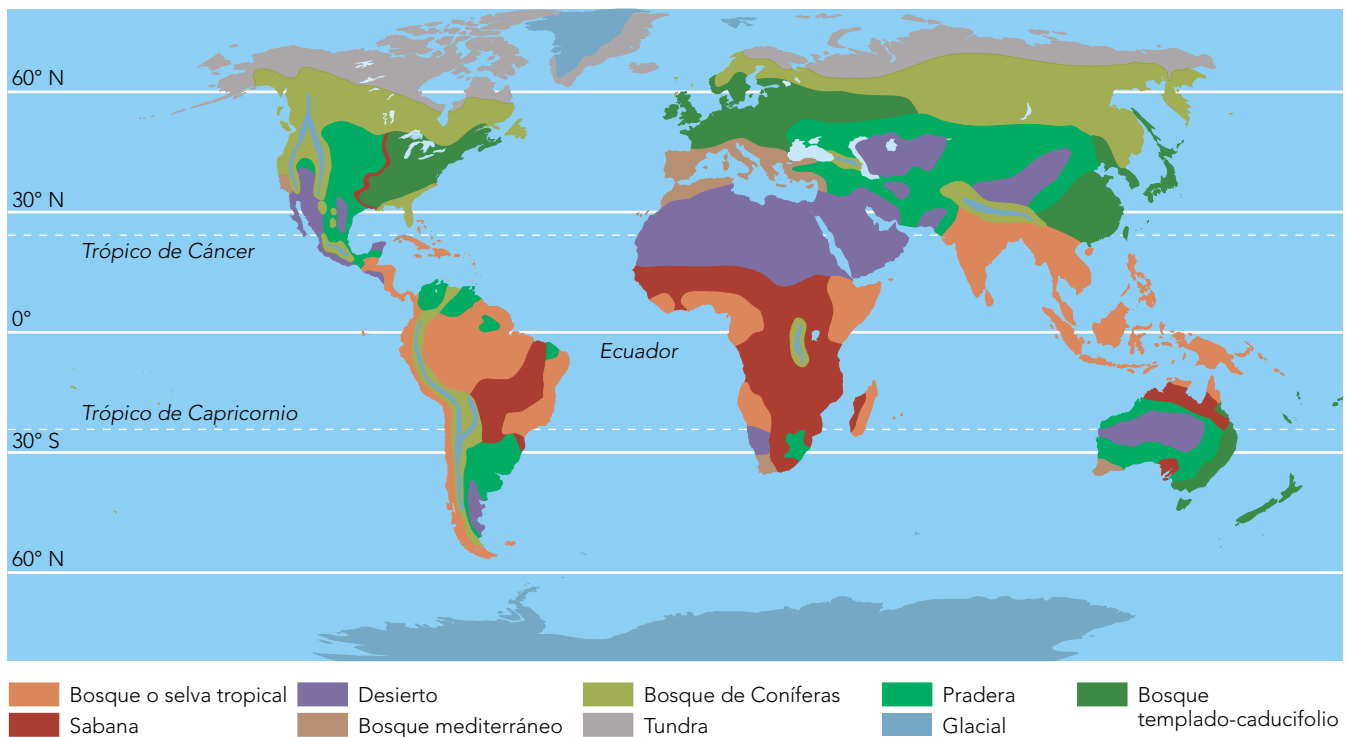 60° N
30° N
Trópico de Cáncer
0°
Ecuador
Trópico de Capricornio
30° S
60° N
Bosque o selva tropical
Desierto
Bosque de Coníferas
Pradera
Bosque
templado-caducifolio
Sabana
Bosque mediterráneo
Tundra
Glacial